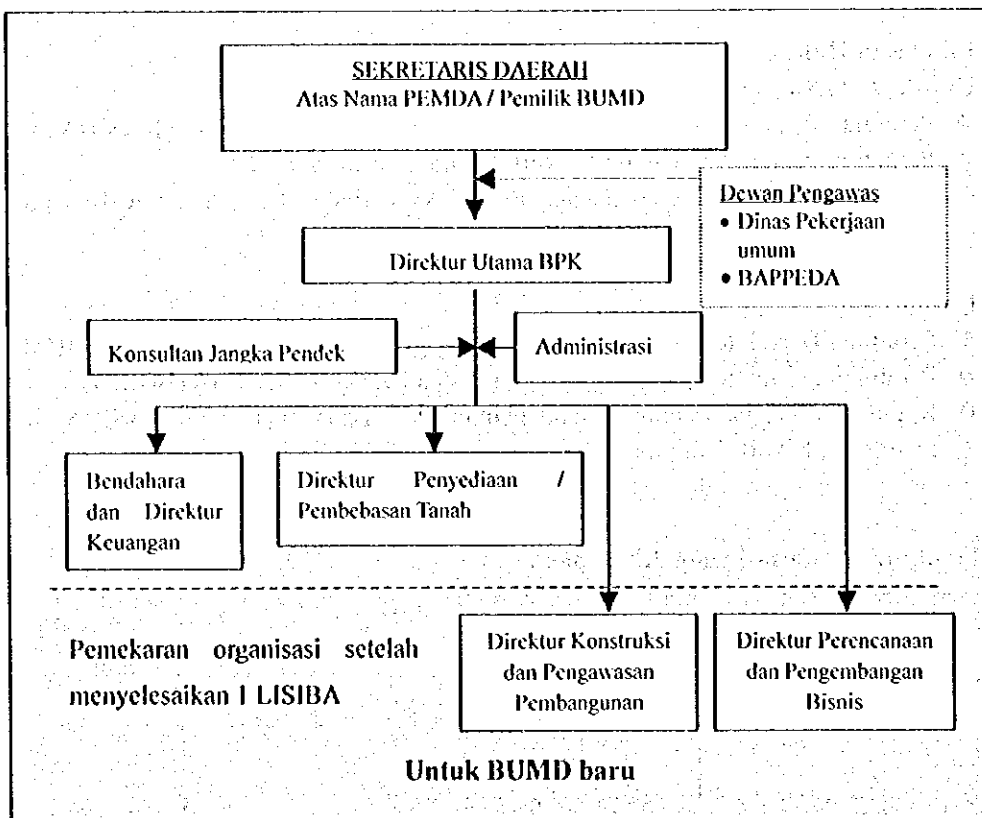 SEKRETARIS DAERAH
Atas Nama PEMDA / Pemilik BUMD
Dewan Pengawas
• Dinas Pekerjaan
umum
• BAPPEDA
Direktur Utama BPK
Konsultan Jangka Pendek
Administrasi
Bendahara
dan Direktur
Keuangan
Direktur Penyediaan /
Pembebasan Tanah
Pemekaran organisasi setelah
menyelesaikan 1 LISIBA
Direktur Konstruksi
dan Pengawasan
Pembangunan
Direktur Perencanaan
dan Pengembangan
Bisnis
Untuk BUMD baru